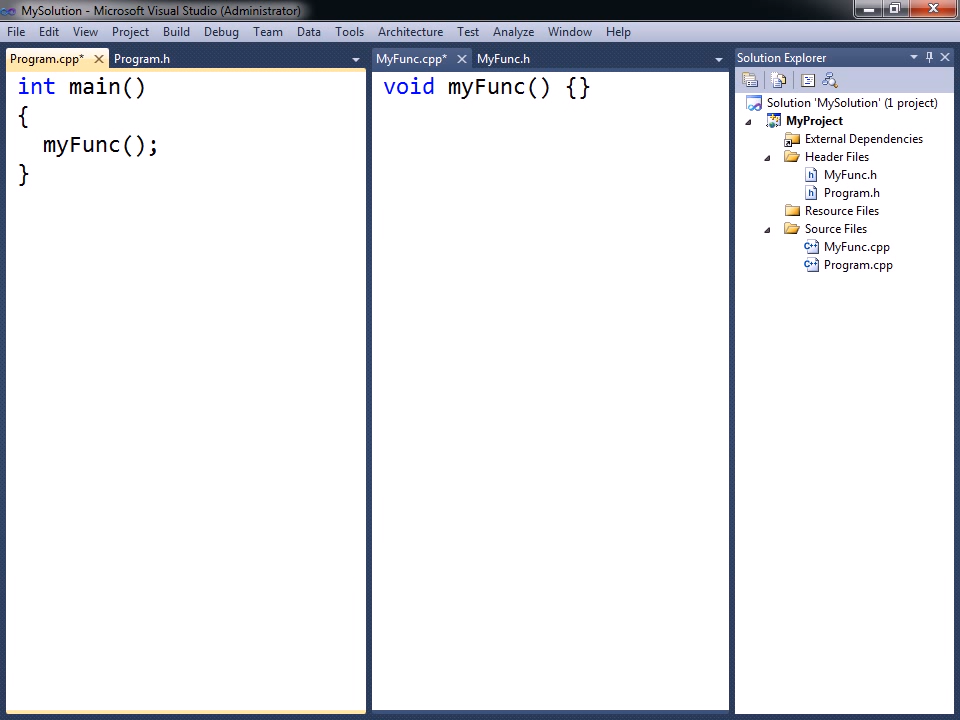 MySolution - Microsoft Visual Studio (Administrator)
File Edit View Project Build Debug Team Data Tools Architecture Test Analyze Window Help
Program.cpp* Program.h
int main()
{
myFunc();
}
MyFunc.cpp* MyFunc.h
void myFunc() {}
Solution Explorer
Solution 'MySolution' (1 project)
MyProject
External Dependencies
Header Files
MyFunc.h
Program.h
Resource Files
Source Files
MyFunc.cpp
Program.cpp